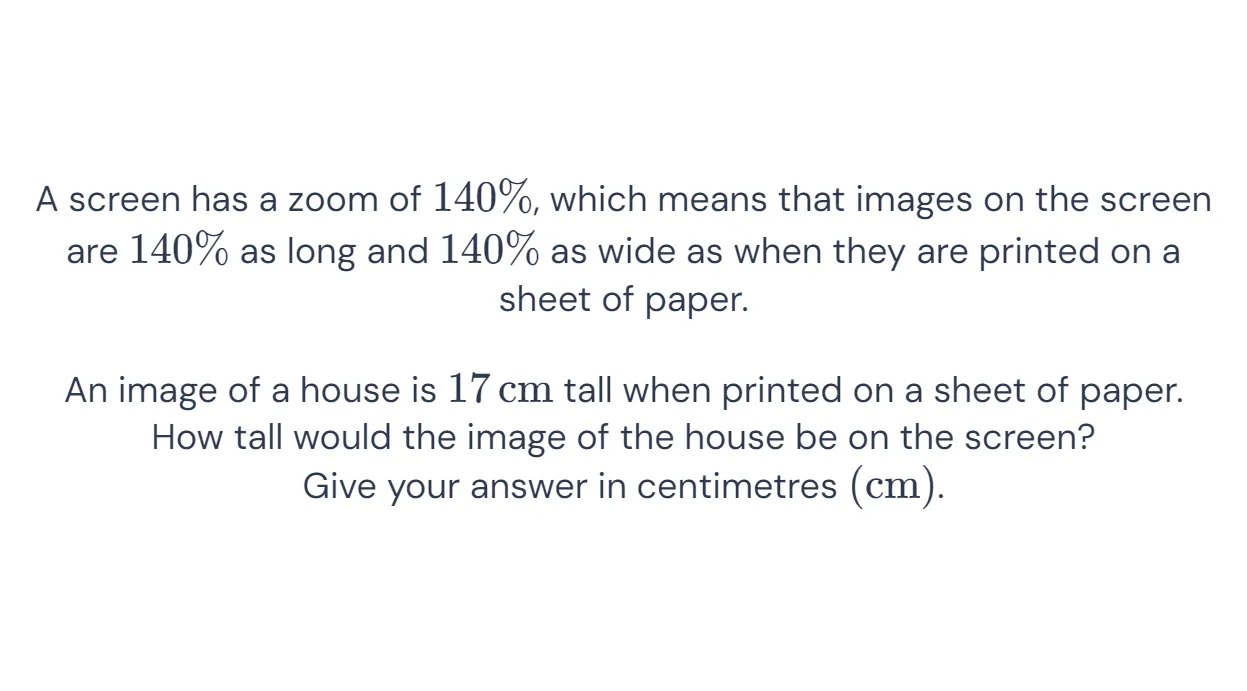 A screen has a zoom of 140%, which means that images on the screen
are 140% as long and 140% as wide as when they are printed on a
sheet of paper.
An image of a house is 17 cm tall when printed on a sheet of paper.
How tall would the image of the house be on the screen?
Give your answer in centimetres (cm).